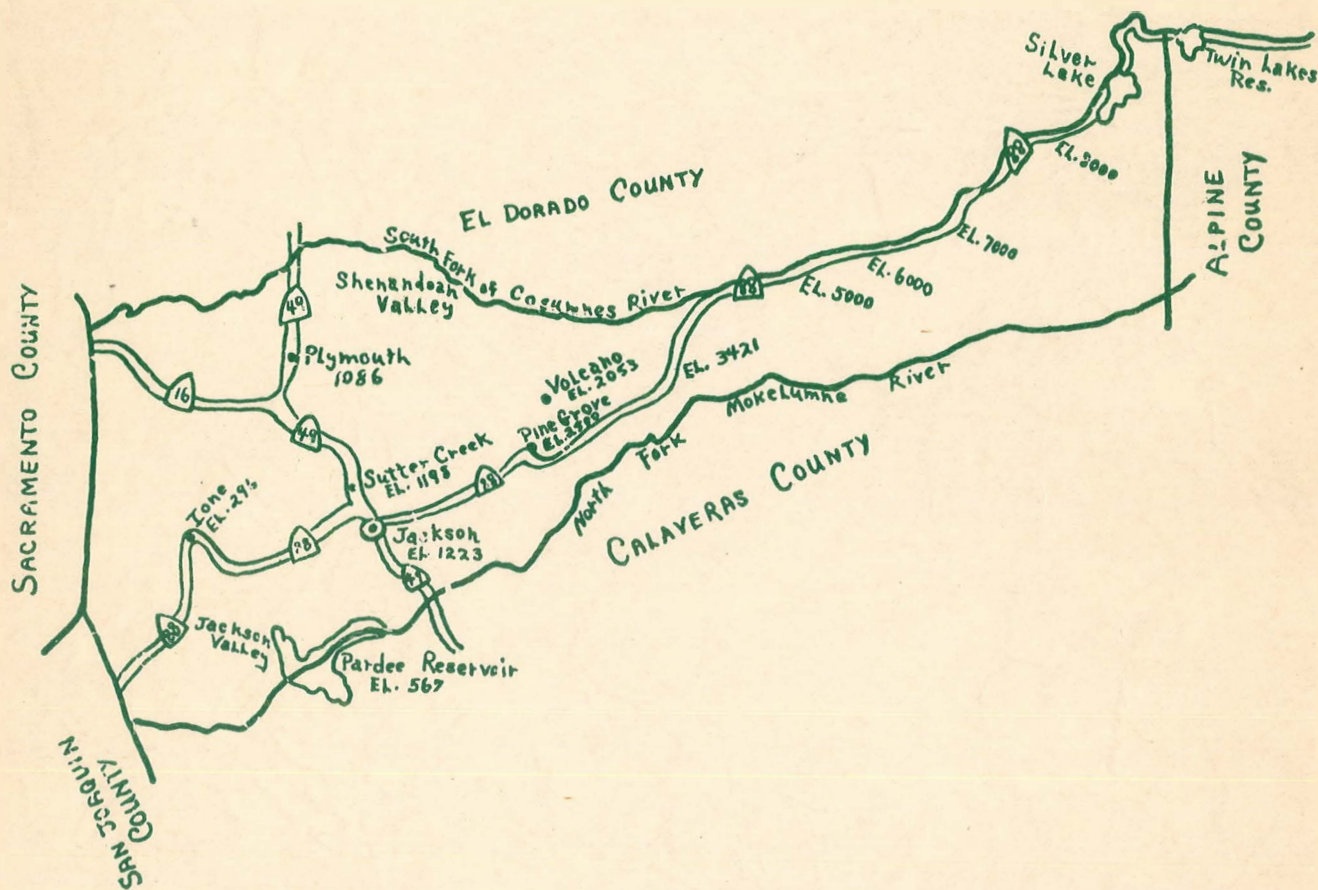 SILVER
Lake
Twin Lakes
Res.
88
EL. 8000
ALPINE
COUNTY
EL DORADO COUNTY
EL. 7000
EL. 6000
88
EL. 5000
South Fork of Cosumnes River
Shenandoah
Valley
49
SACRAMENTO COUNTY
Plymouth
1086
16
49
Volcano
EL. 2053
Pine Grove
EL.
EL. 3421
North Fork Mokelumne River
CALAVERAS COUNTY
Sutter Creek
EL. 1198
Ione
EL.
Jackson
EL. 1223
Jackson
Valley
Pardee Reservoir
EL. 567
SAN JOAQUIN
COUNTY